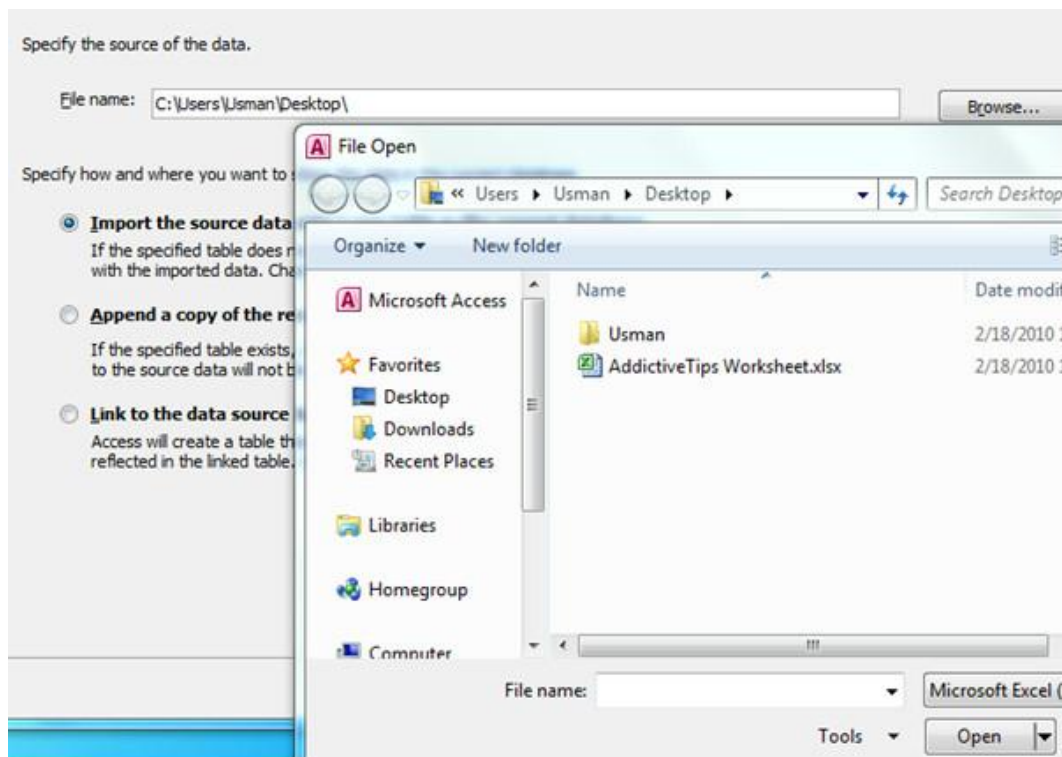 Specify the source of the data.
File name: C:\Users\Usman\Desktop\
Browse...
File Open
Specify how and where you want to
« Users Usman Desktop
Search Desktop
Import the source data
If the specified table does
with the imported data. Cha
Organize New folder
Microsoft Access
Name Date modif
Append a copy of the re
If the specified table exists,
to the source data will not b
Favorites
Desktop
Downloads
Recent Places
Usman 2/18/2010
AddictiveTips Worksheet.xlsx 2/18/2010
Link to the data source
Access will create a table th
reflected in the linked table.
Libraries
Homegroup
Computer
File name: Microsoft Excel (
Tools Open